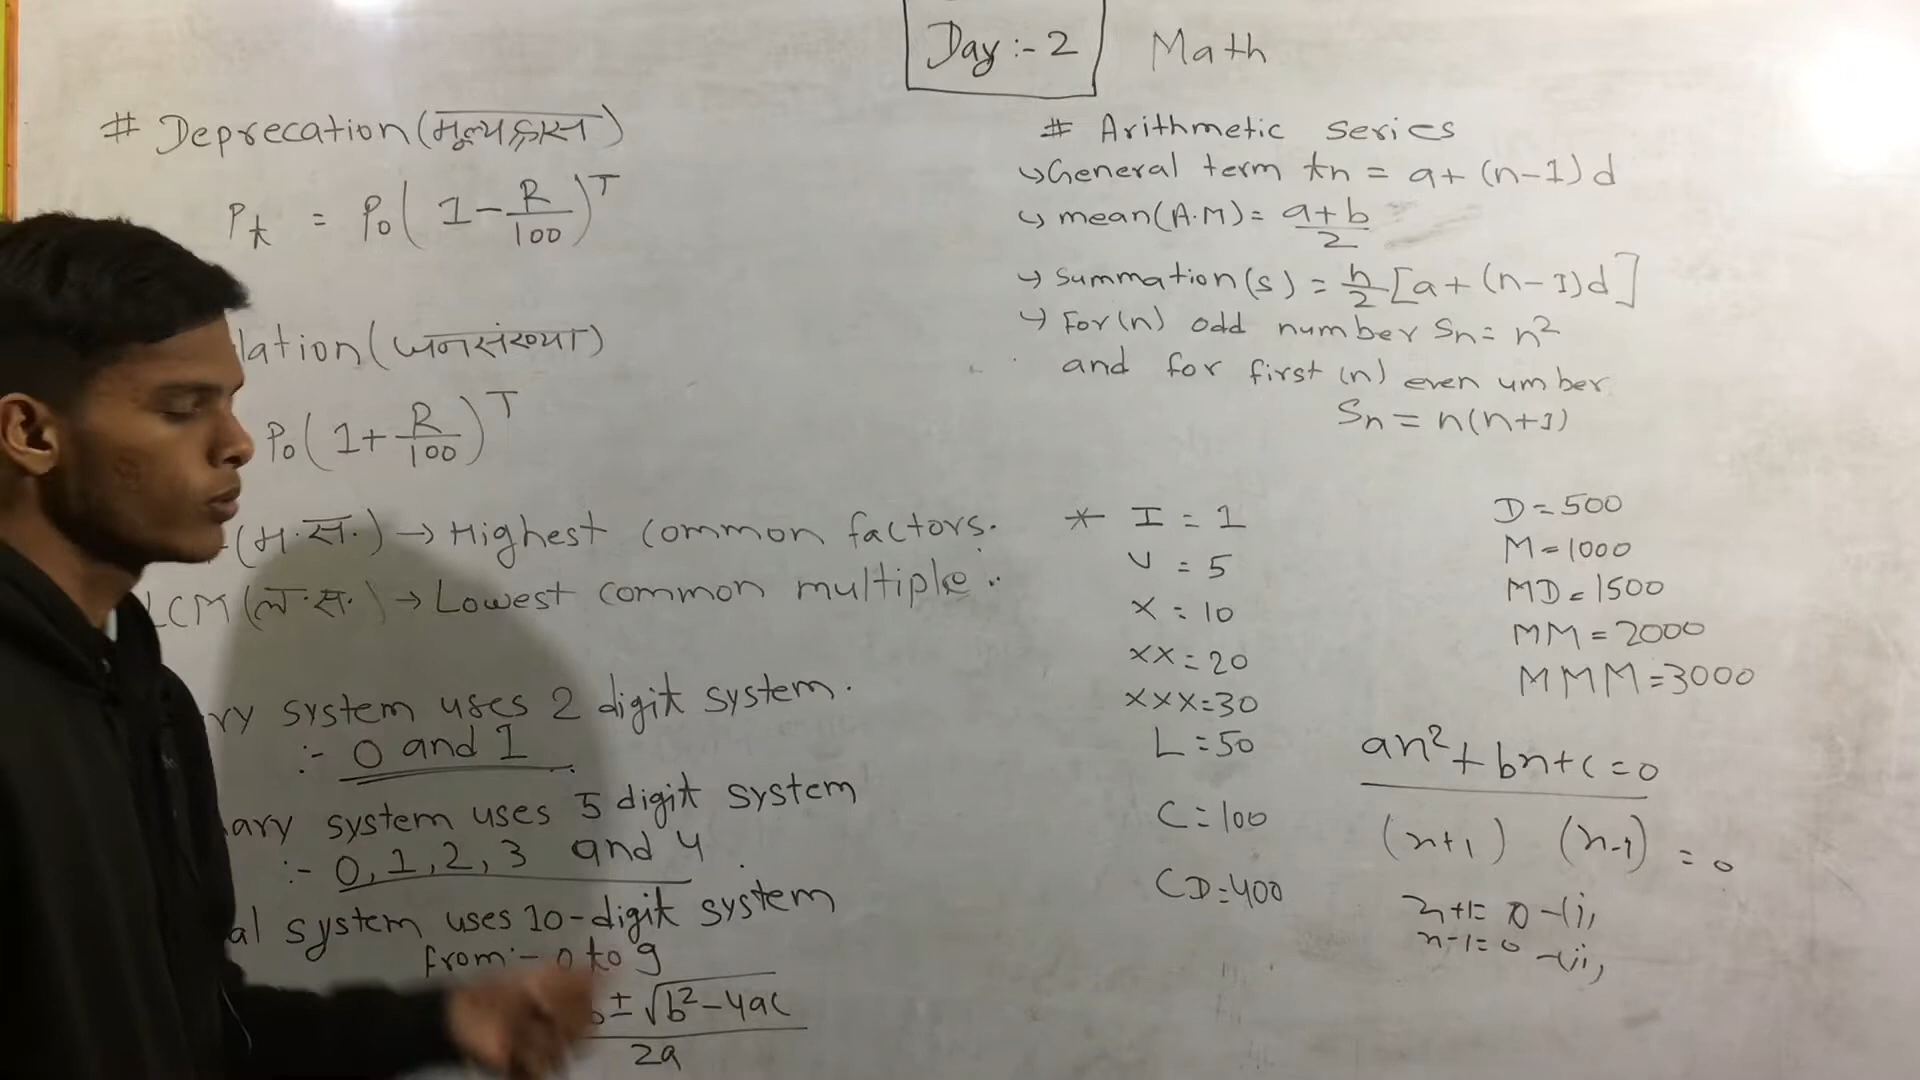 Day :- 2 Math
# Deprecation (मूल्यह्रास)
Pt = Po( 1 - R/100 )^T
lation (जनसंख्या)
Po( 1 + R/100 )^T
(म.स.) → Highest common factors.
LCM (ल.स.) → Lowest common multiple.
ry system uses 2 digit system.
:- 0 and 1
ary system uses 5 digit system
:- 0, 1, 2, 3 and 4
al system uses 10-digit system
from :- 0 to 9
b ± √b² - 4ac
2a
# Arithmetic series
↪ General term tn = a + (n-1) d
↪ mean (A.M) = a+b/2
↪ Summation (s) = n/2 [a + (n-1)d]
↪ For (n) odd number Sn = n²
and for first (n) even umber
Sn = n(n+1)
* I = 1
V = 5
X = 10
XX = 20
XXX = 30
L = 50
C = 100
CD = 400
D = 500
M = 1000
MD = 1500
MM = 2000
MMM = 3000
ax² + bx + c = 0
(x+1) (x-1) = 0
x+1 = 0 -(i),
x-1 = 0 -(ii),